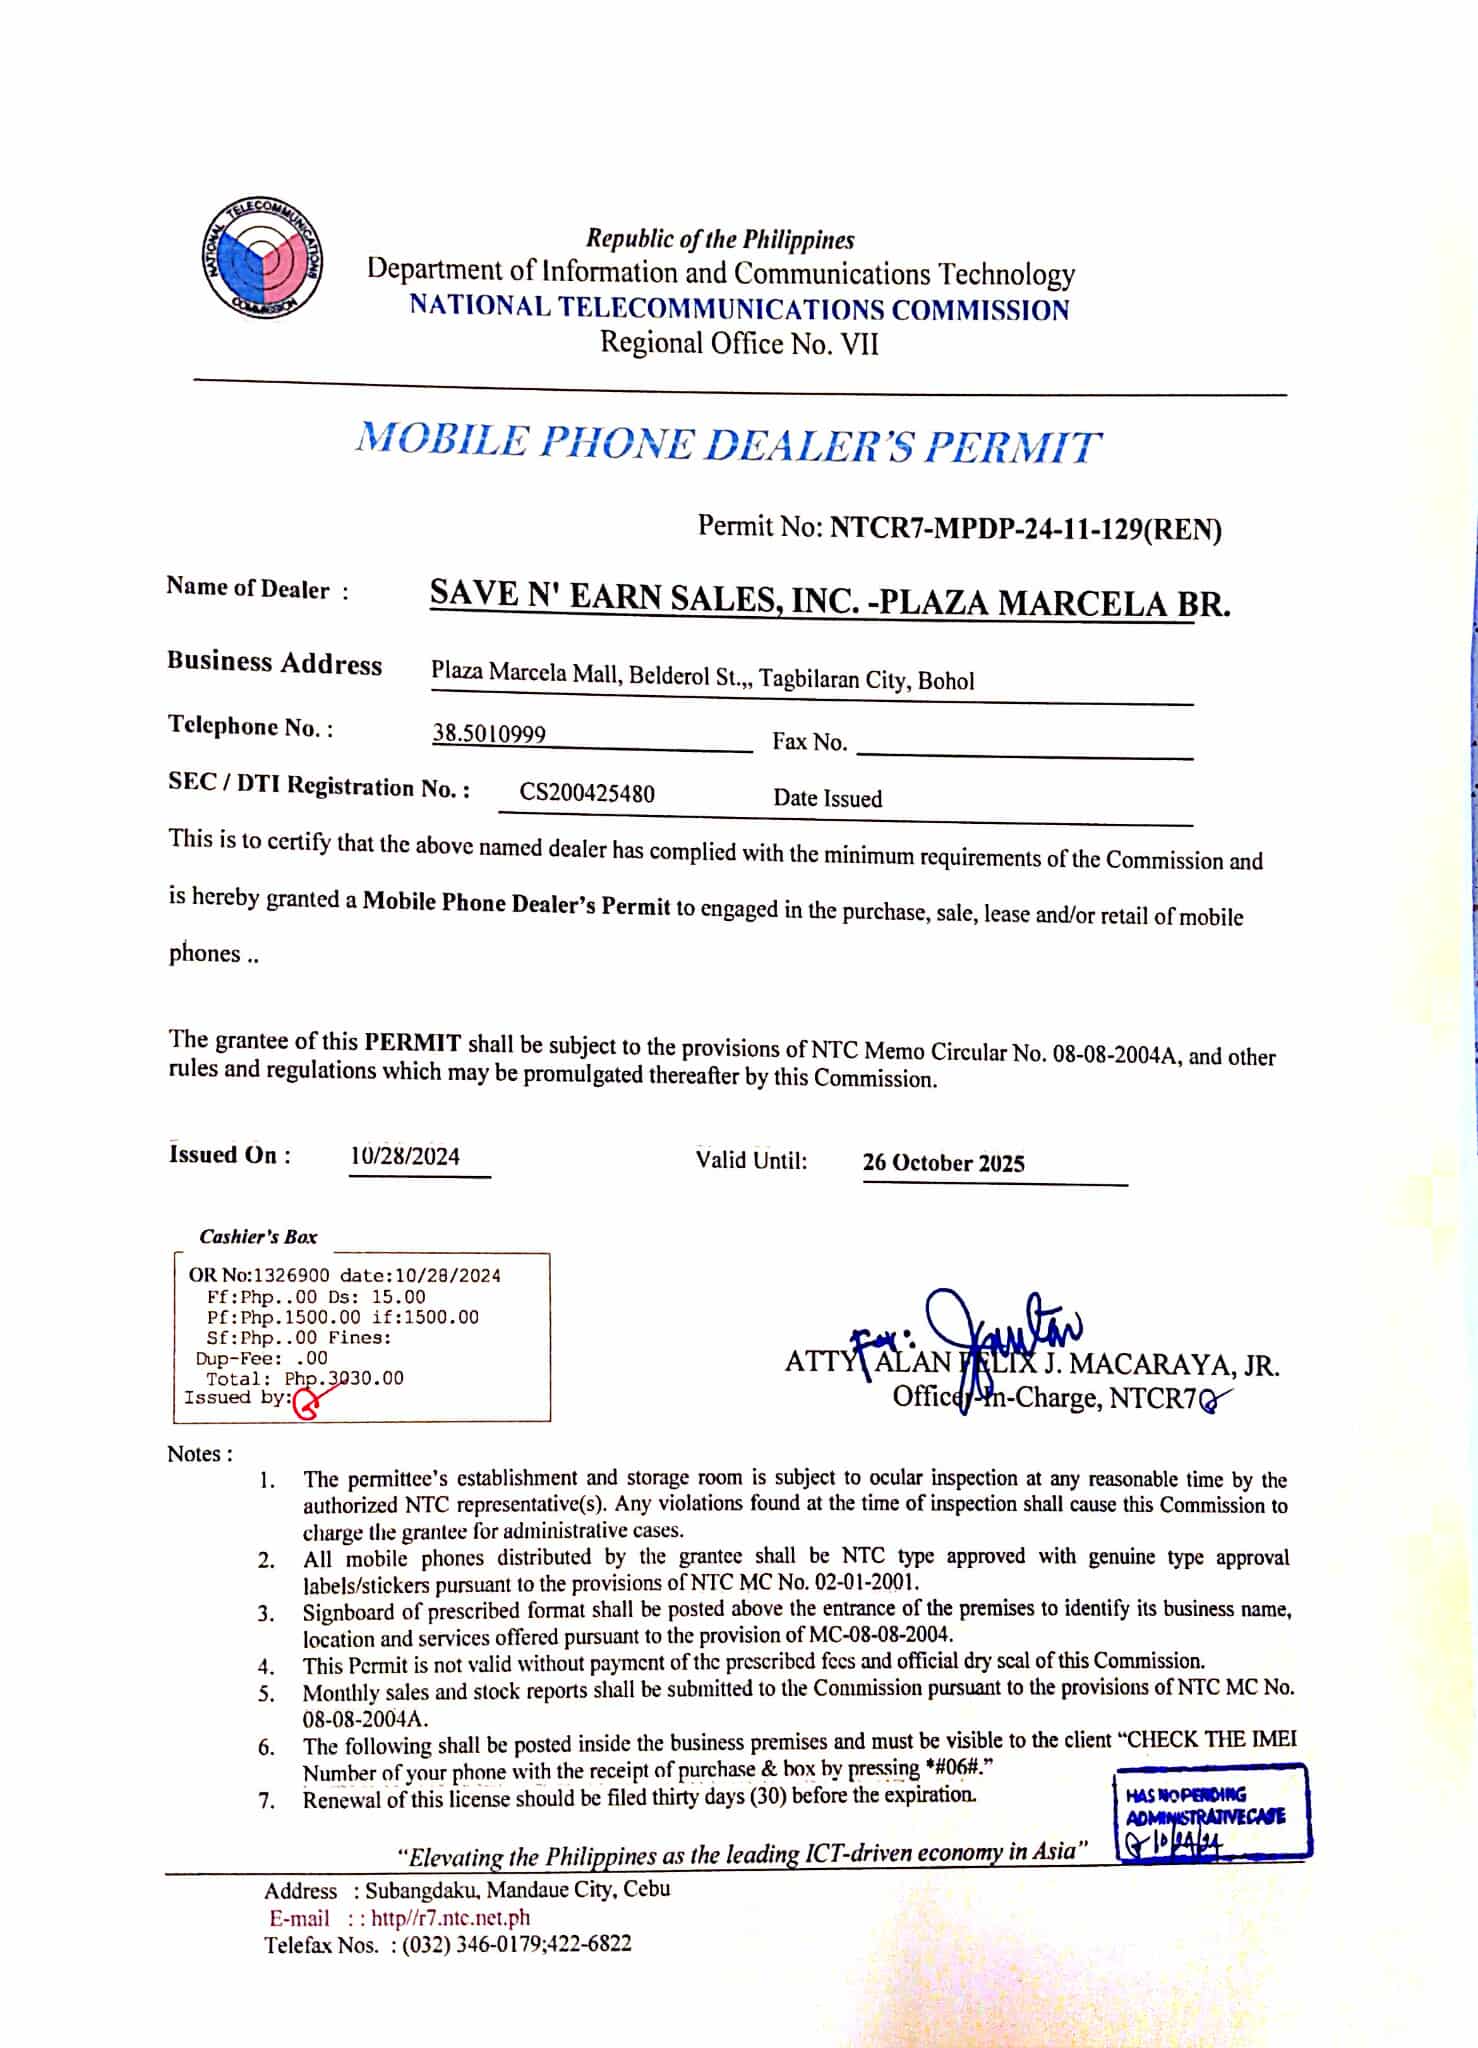 NATIONAL TELECOMMUNICATIONS
COMMISSION
Republic of the Philippines
Department of Information and Communications Technology
NATIONAL TELECOMMUNICATIONS COMMISSION
Regional Office No. VII
MOBILE PHONE DEALER'S PERMIT
Permit No: NTCR7-MPDP-24-11-129(REN)
Name of Dealer : SAVE N' EARN SALES, INC. -PLAZA MARCELA BR.
Business Address Plaza Marcela Mall, Belderol St.,,, Tagbilaran City, Bohol
Telephone No. : 38.5010999 Fax No.
SEC / DTI Registration No. : CS200425480 Date Issued
This is to certify that the above named dealer has complied with the minimum requirements of the Commission and
is hereby granted a Mobile Phone Dealer's Permit to engaged in the purchase, sale, lease and/or retail of mobile
phones ..
The grantee of this PERMIT shall be subject to the provisions of NTC Memo Circular No. 08-08-2004A, and other
rules and regulations which may be promulgated thereafter by this Commission.
Issued On : 10/28/2024 Valid Until: 26 October 2025
Cashier's Box
OR No:1326900 date:10/28/2024
Ff:Php..00 Ds: 15.00
Pf:Php.1500.00 if:1500.00
Sf:Php..00 Fines:
Dup-Fee: .00
Total: Php.3030.00
Issued by:
For:
ATTY ALAN FELIX J. MACARAYA, JR.
Officer-In-Charge, NTCR7
Notes :
1. The permittee's establishment and storage room is subject to ocular inspection at any reasonable time by the
authorized NTC representative(s). Any violations found at the time of inspection shall cause this Commission to
charge the grantee for administrative cases.
2. All mobile phones distributed by the grantee shall be NTC type approved with genuine type approval
labels/stickers pursuant to the provisions of NTC MC No. 02-01-2001.
3. Signboard of prescribed format shall be posted above the entrance of the premises to identify its business name,
location and services offered pursuant to the provision of MC-08-08-2004.
4. This Permit is not valid without payment of the prescribed fees and official dry seal of this Commission.
5. Monthly sales and stock reports shall be submitted to the Commission pursuant to the provisions of NTC MC No.
08-08-2004A.
6. The following shall be posted inside the business premises and must be visible to the client “CHECK THE IMEI
Number of your phone with the receipt of purchase & box by pressing *#06#.”
7. Renewal of this license should be filed thirty days (30) before the expiration.
HAS NO PENDING
ADMINISTRATIVE CASE
“Elevating the Philippines as the leading ICT-driven economy in Asia”
Address : Subangdaku, Mandaue City, Cebu
E-mail : : http//r7.ntc.net.ph
Telefax Nos. : (032) 346-0179;422-6822